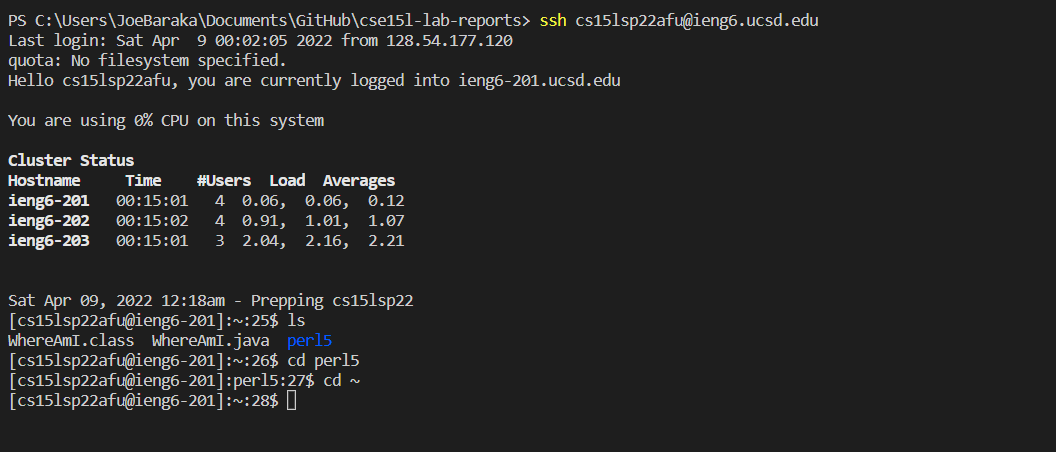 PS C:\Users\JoeBaraka\Documents\GitHub\cse15l-lab-reports> ssh cs15lsp22afu@ieng6.ucsd.edu
Last login: Sat Apr  9 00:02:05 2022 from 128.54.177.120
quota: No filesystem specified.
Hello cs15lsp22afu, you are currently logged into ieng6-201.ucsd.edu
You are using 0% CPU on this system
Cluster Status
Hostname     Time    #Users  Load  Averages
ieng6-201   00:15:01   4  0.06,  0.06,  0.12
ieng6-202   00:15:02   4  0.91,  1.01,  1.07
ieng6-203   00:15:01   3  2.04,  2.16,  2.21
Sat Apr 09, 2022 12:18am - Prepping cs15lsp22
[cs15lsp22afu@ieng6-201]:~:25$ ls
WhereAmI.class  WhereAmI.java  perl5
[cs15lsp22afu@ieng6-201]:~:26$ cd perl5
[cs15lsp22afu@ieng6-201]:perl5:27$ cd ~
[cs15lsp22afu@ieng6-201]:~:28$